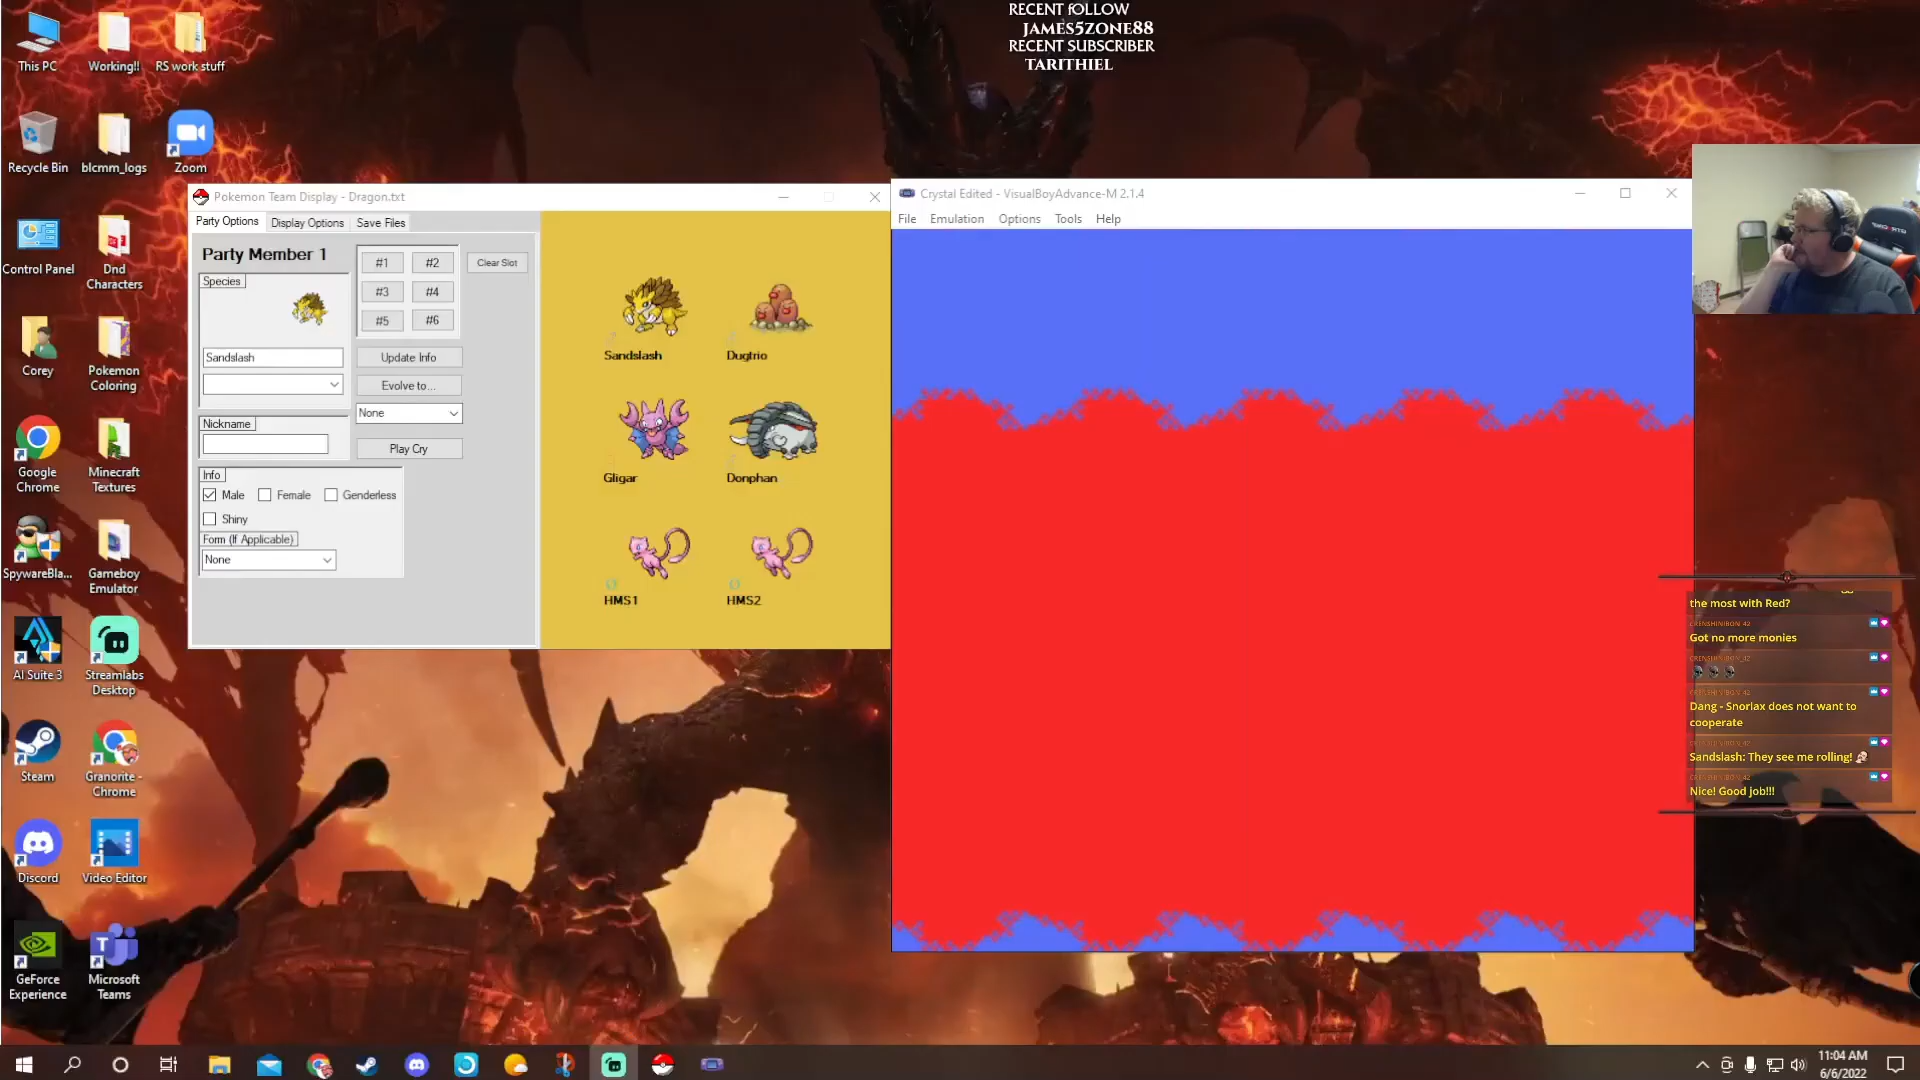 RECENT FOLLOW
JAMES5ZONE88
RECENT SUBSCRIBER
TARITHIEL
This PC
Working!!
RS work stuff
Recycle Bin
blcmm_logs
Zoom
Control Panel
Dnd
Characters
Corey
Pokemon
Coloring
Google
Chrome
Minecraft
Textures
SpywareBla...
Gameboy
Emulator
AI Suite 3
Streamlabs
Desktop
Steam
Granorite -
Chrome
Discord
Video Editor
GeForce
Experience
Microsoft
Teams
Pokemon Team Display - Dragon.txt
Party Options
Display Options
Save Files
Party Member 1
Species
Sandslash
#1
#2
#3
#4
#5
#6
Clear Slot
Update Info
Evolve to...
None
Play Cry
Nickname
Info
Male
Female
Genderless
Shiny
Form (If Applicable)
None
Sandslash
Dugtrio
Gligar
Donphan
HMS1
HMS2
Crystal Edited - VisualBoyAdvance-M 2.1.4
File
Emulation
Options
Tools
Help
the most with Red?
CRENSHINIBON_42
Got no more monies
CRENSHINIBON_42
CRENSHINIBON_42
Dang - Snorlax does not want to
cooperate
CRENSHINIBON_42
Sandslash: They see me rolling!
CRENSHINIBON_42
Nice! Good job!!!
11:04 AM
6/6/2022